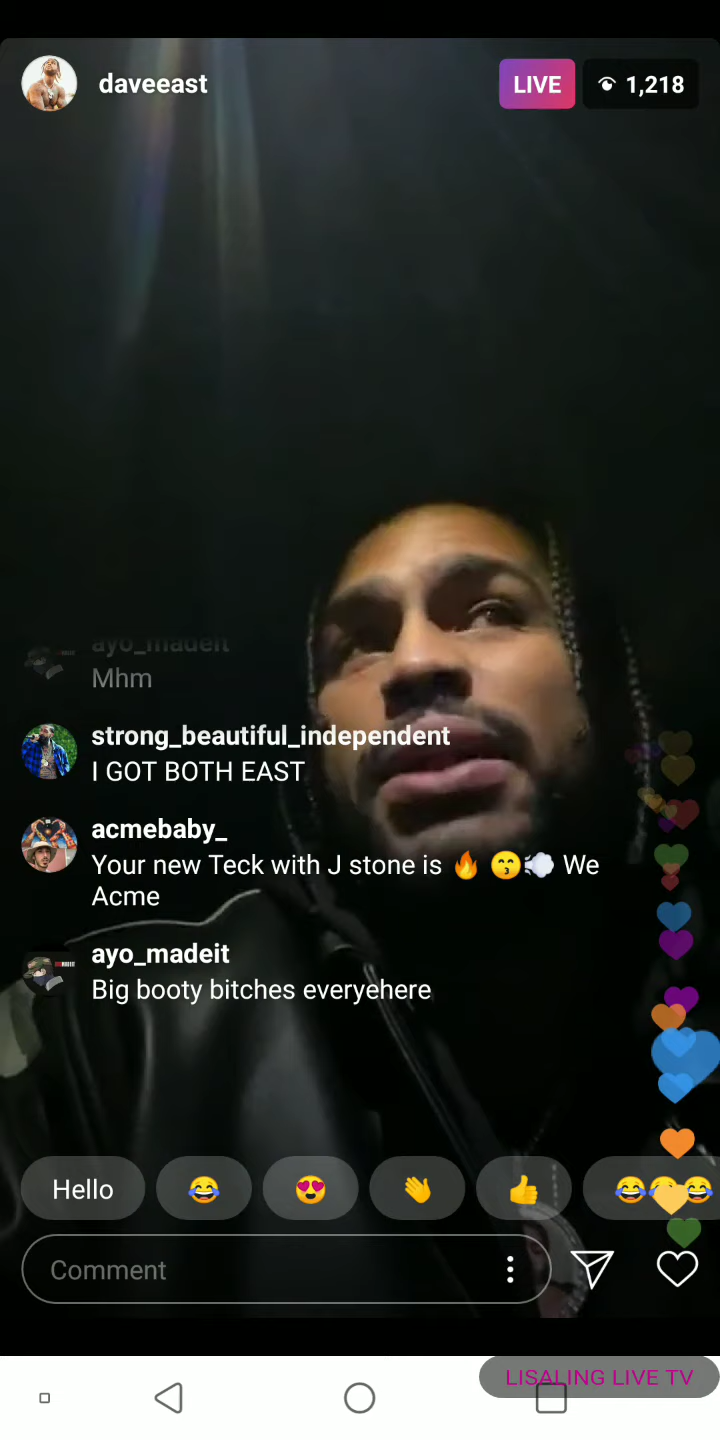 daveeast
LIVE
1,218
ayo_madeit
Mhm
strong_beautiful_independent
I GOT BOTH EAST
acmebaby_
Your new Teck with J stone is 🔥 😙💨 We
Acme
ayo_madeit
Big booty bitches everyehere
Hello 😂 😍 👋 👍 😂😂😂
Comment
LISALING LIVE TV